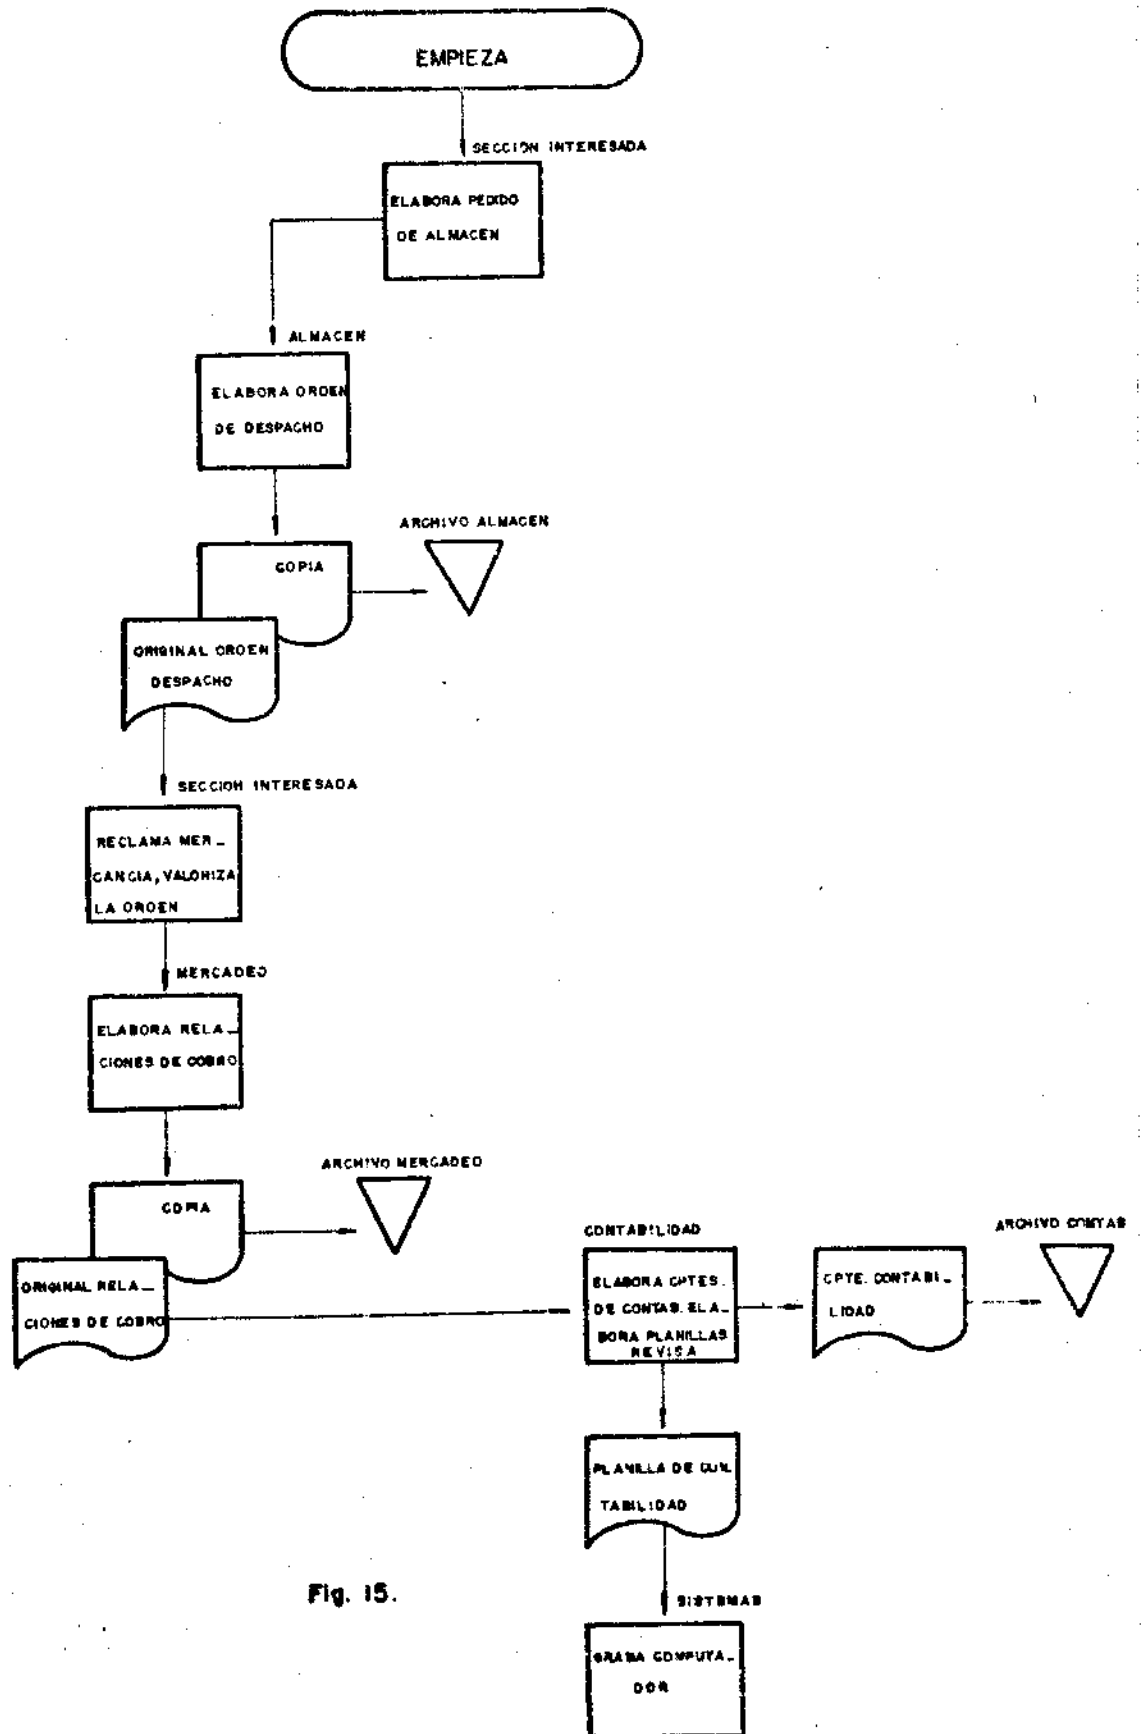 EMPIEZA
SECCION INTERESADA
ELABORA PEDIDO
DE ALMACEN
ALMACEN
ELABORA ORDEN
DE DESPACHO
ARCHIVO ALMACEN
COPIA
ORIGINAL ORDEN
DESPACHO
SECCION INTERESADA
RECLAMA MER_
CANCIA, VALORIZA
LA ORDEN
MERCADEO
ELABORA RELA_
CIONES DE COBRO
ARCHIVO MERCADEO
COPIA
ORIGINAL RELA_
CIONES DE COBRO
CONTABILIDAD
ELABORA CPTES.
DE CONTAB. ELA_
BORA PLANILLAS
REVISA
CPTE. CONTABI_
LIDAD
ARCHIVO CONTAB
PLANILLA DE CON_
TABILIDAD
SISTEMAS
GRABA COMPUTA_
DOR
Fig. 15.